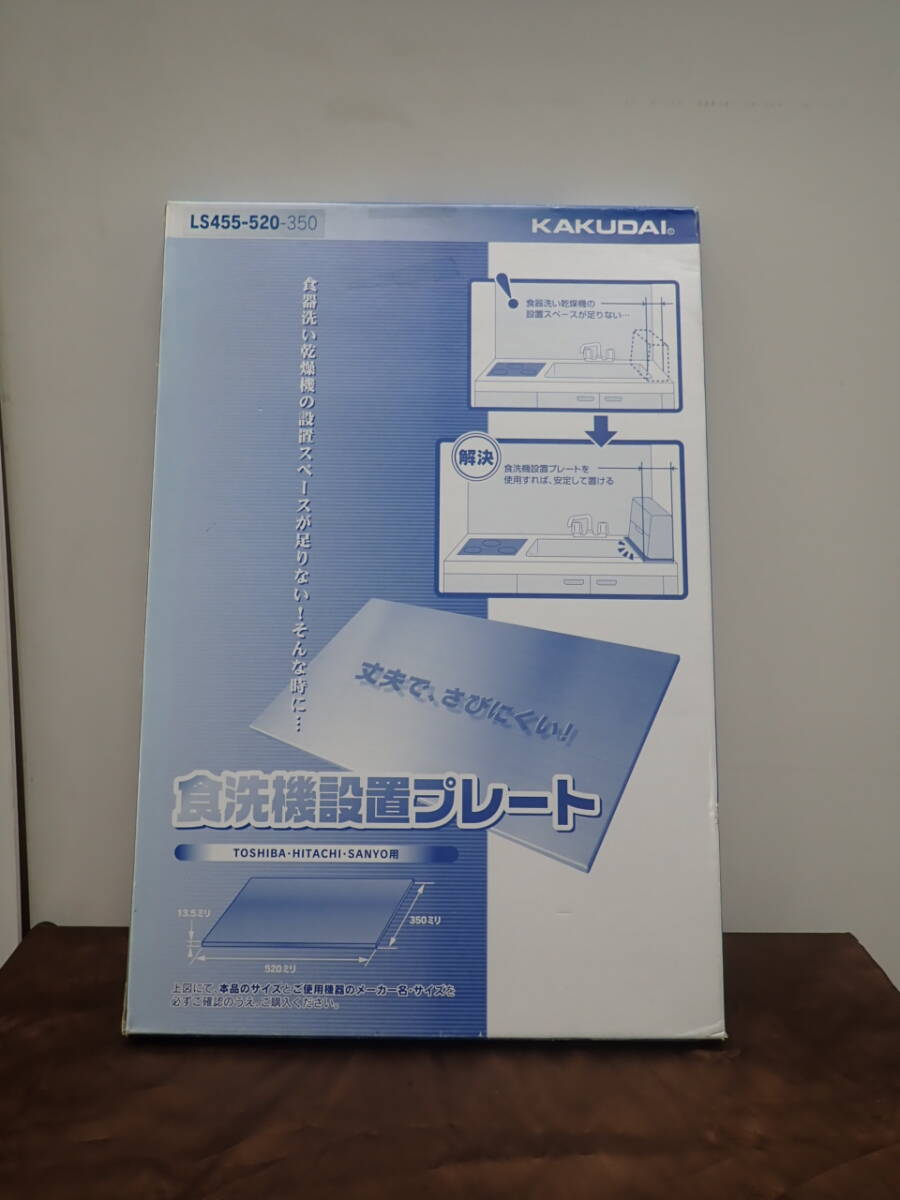 LS455-520-350
KAKUDAI®
食器洗い乾燥機の設置スペースが足りない!そんな時に…
食器洗い乾燥機の
設置スペースが足りない…
解決
食洗機設置プレートを
使用すれば、安定して置ける
丈夫で、さびにくい!!
食洗機設置プレート
TOSHIBA・HITACHI・SANYO用
13.5ミリ
350ミリ
520ミリ
上図にて、本品のサイズとご使用機器のメーカー名・サイズを
必ずご確認のうえ、ご購入ください。